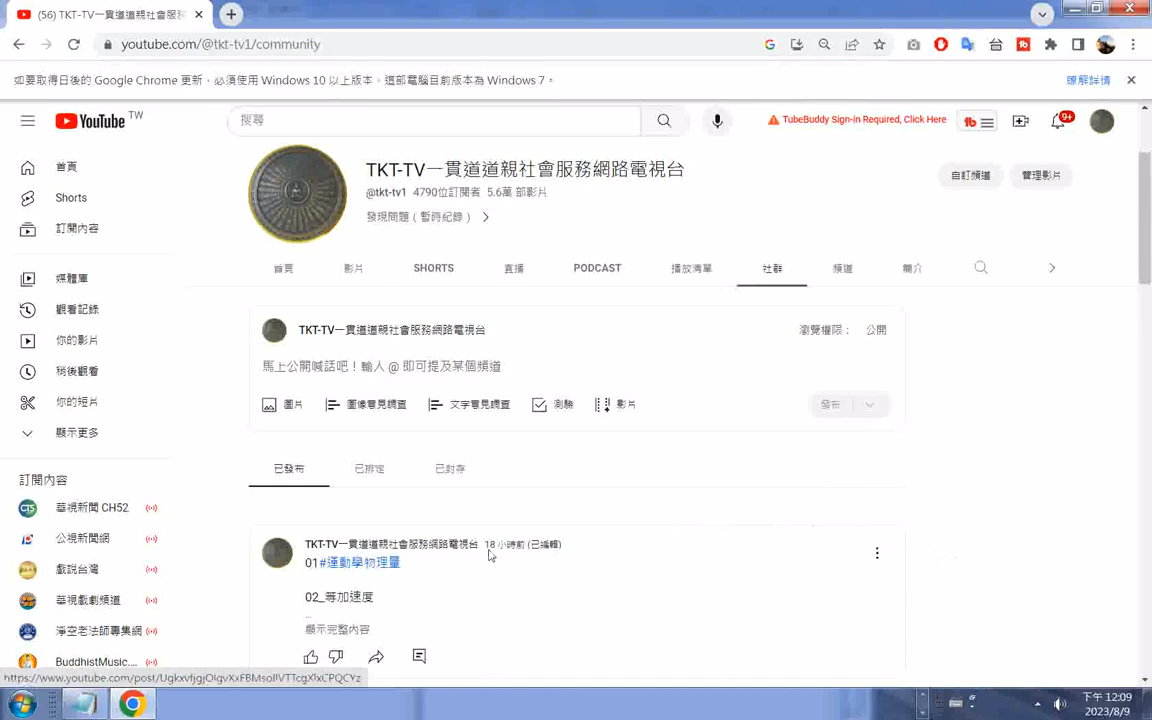 (56) TKT-TV一貫道道親社會服務
youtube.com/@tkt-tv1/community
如要取得日後的 Google Chrome 更新，必須使用 Windows 10 以上版本，這部電腦目前版本為 Windows 7。
瞭解詳情
YouTube TW
搜尋
TubeBuddy Sign-in Required, Click Here
tb
9+
首頁
Shorts
訂閱內容
媒體庫
觀看記錄
你的影片
稍後觀看
你的短片
顯示更多
訂閱內容
華視新聞 CH52
公視新聞網
戲說台灣
華視戲劇頻道
淨空老法師專集網
BuddhistMusic...
TKT-TV一貫道道親社會服務網路電視台
@tkt-tv1 4790位訂閱者 5.6萬 部影片
發現問題（暫時紀錄）
自訂頻道
管理影片
首頁 影片 SHORTS 直播 PODCAST 播放清單 社群 頻道 簡介
TKT-TV一貫道道親社會服務網路電視台
瀏覽權限： 公開
馬上公開喊話吧！輸入 @ 即可提及某個頻道
圖片 圖像意見調查 文字意見調查 測驗 影片
發布
已發布 已排定 已封存
TKT-TV一貫道道親社會服務網路電視台 18 小時前 (已編輯)
01#運動學物理量
02_等加速度
...
顯示完整內容
下午 12:09
2023/8/9